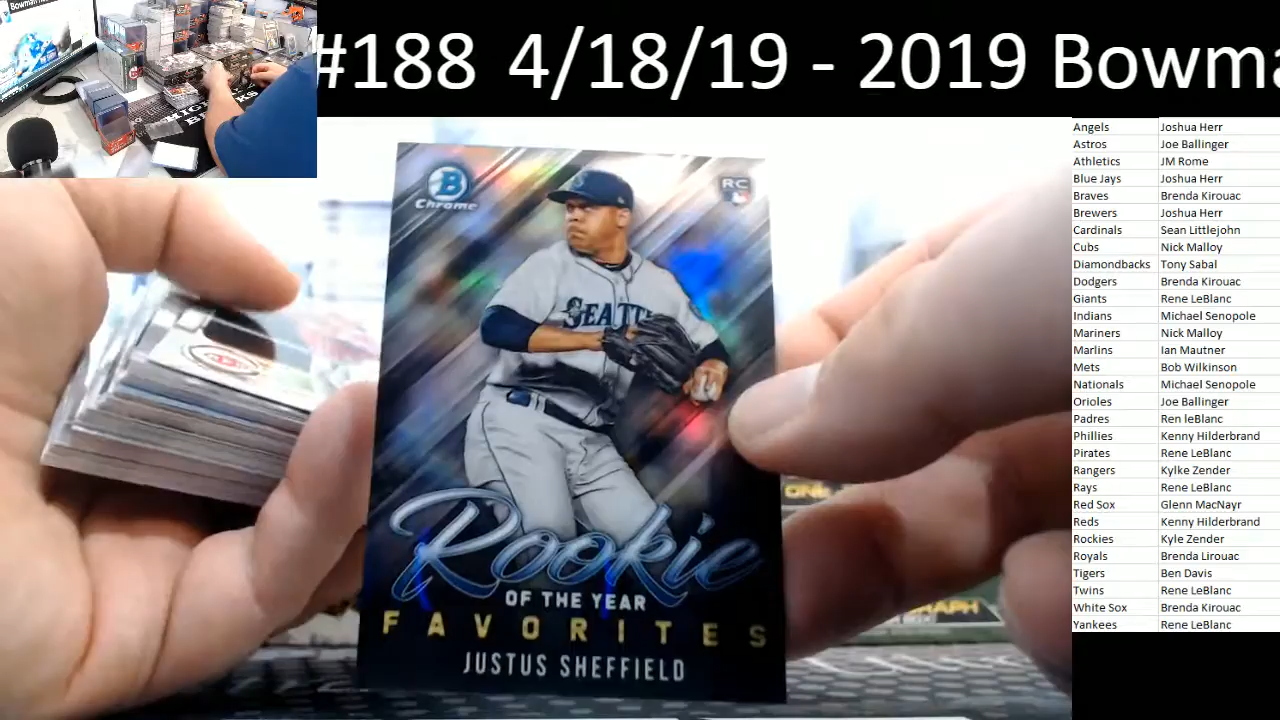 #188 4/18/19 - 2019 Bowma
Bowman
Angels Joshua Herr
Astros Joe Ballinger
Athletics JM Rome
Blue Jays Joshua Herr
Braves Brenda Kirouac
Brewers Joshua Herr
Cardinals Sean Littlejohn
Cubs Nick Malloy
Diamondbacks Tony Sabal
Dodgers Brenda Kirouac
Giants Rene LeBlanc
Indians Michael Senopole
Mariners Nick Malloy
Marlins Ian Mautner
Mets Bob Wilkinson
Nationals Michael Senopole
Orioles Joe Ballinger
Padres Ren leBlanc
Phillies Kenny Hilderbrand
Pirates Rene LeBlanc
Rangers Kylke Zender
Rays Rene LeBlanc
Red Sox Glenn MacNayr
Reds Kenny Hilderbrand
Rockies Kyle Zender
Royals Brenda Lirouac
Tigers Ben Davis
Twins Rene LeBlanc
White Sox Brenda Kirouac
Yankees Rene LeBlanc
B
Chrome
RC
SEATT
Rookie
OF THE YEAR
FAVORITES
JUSTUS SHEFFIELD